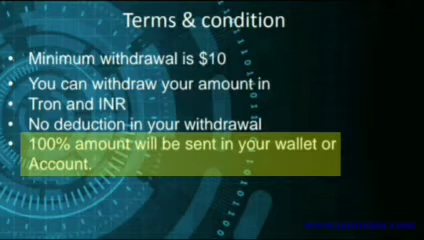 Terms & condition
• Minimum withdrawal is $10
• You can withdraw your amount in
• Tron and INR
• No deduction in your withdrawal
• 100% amount will be sent in your wallet or
Account.